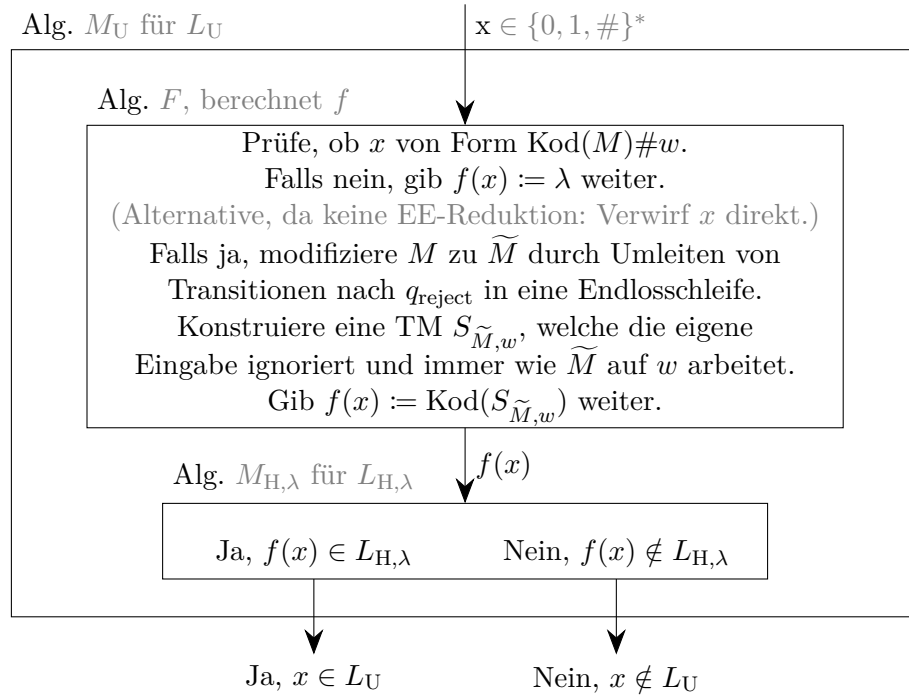 Alg. M_U für L_U
x ∈ {0, 1, #}*
Alg. F, berechnet f
Prüfe, ob x von Form Kod(M)#w.
Falls nein, gib f(x) := λ weiter.
(Alternative, da keine EE-Reduktion: Verwirf x direkt.)
Falls ja, modifiziere M zu M̃ durch Umleiten von
Transitionen nach q_reject in eine Endlosschleife.
Konstruiere eine TM S_{M̃,w}, welche die eigene
Eingabe ignoriert und immer wie M̃ auf w arbeitet.
Gib f(x) := Kod(S_{M̃,w}) weiter.
f(x)
Alg. M_{H,λ} für L_{H,λ}
Ja, f(x) ∈ L_{H,λ}
Nein, f(x) ∉ L_{H,λ}
Ja, x ∈ L_U
Nein, x ∉ L_U